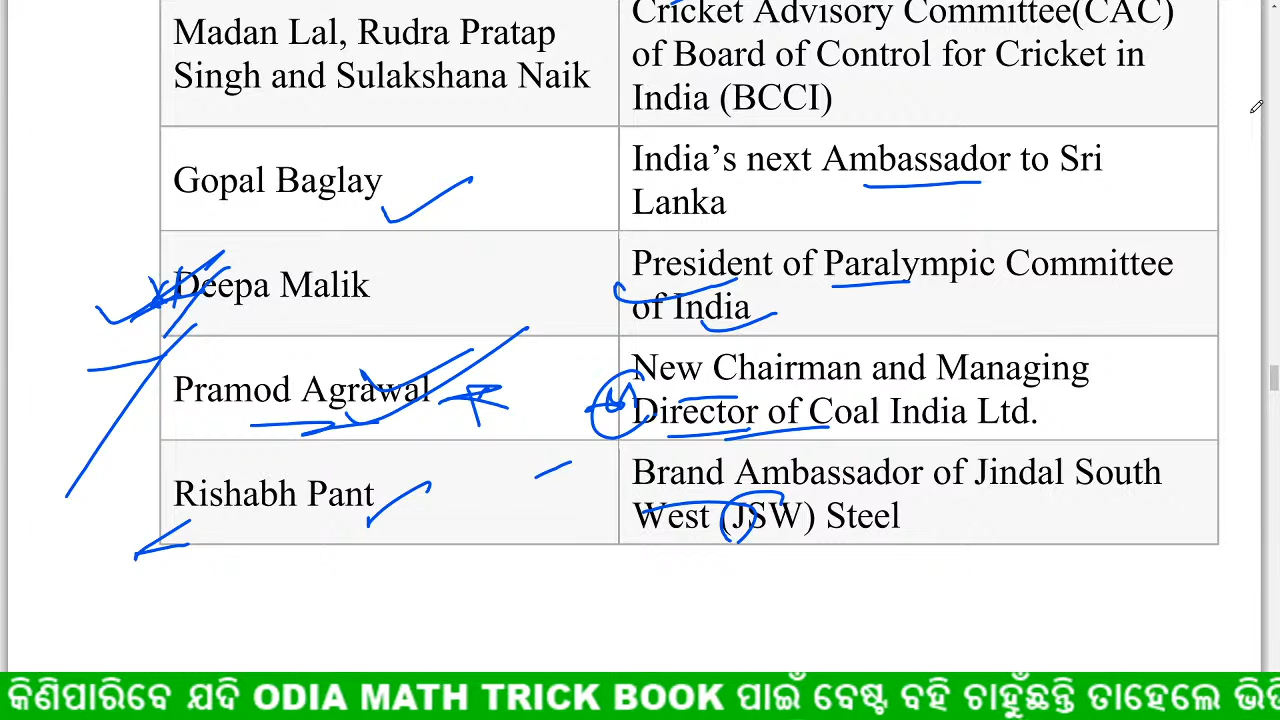 Madan Lal, Rudra Pratap
Singh and Sulakshana Naik
Cricket Advisory Committee(CAC)
of Board of Control for Cricket in
India (BCCI)
Gopal Baglay
India’s next Ambassador to Sri
Lanka
Deepa Malik
President of Paralympic Committee
of India
Pramod Agrawal
New Chairman and Managing
Director of Coal India Ltd.
Rishabh Pant
Brand Ambassador of Jindal South
West (JSW) Steel
କିଣିପାରିବେ ଯଦି ODIA MATH TRICK BOOK ପାଇଁ ବେଷ୍ଟ ବହି ଚାହୁଁଛନ୍ତି ତାହେଲେ